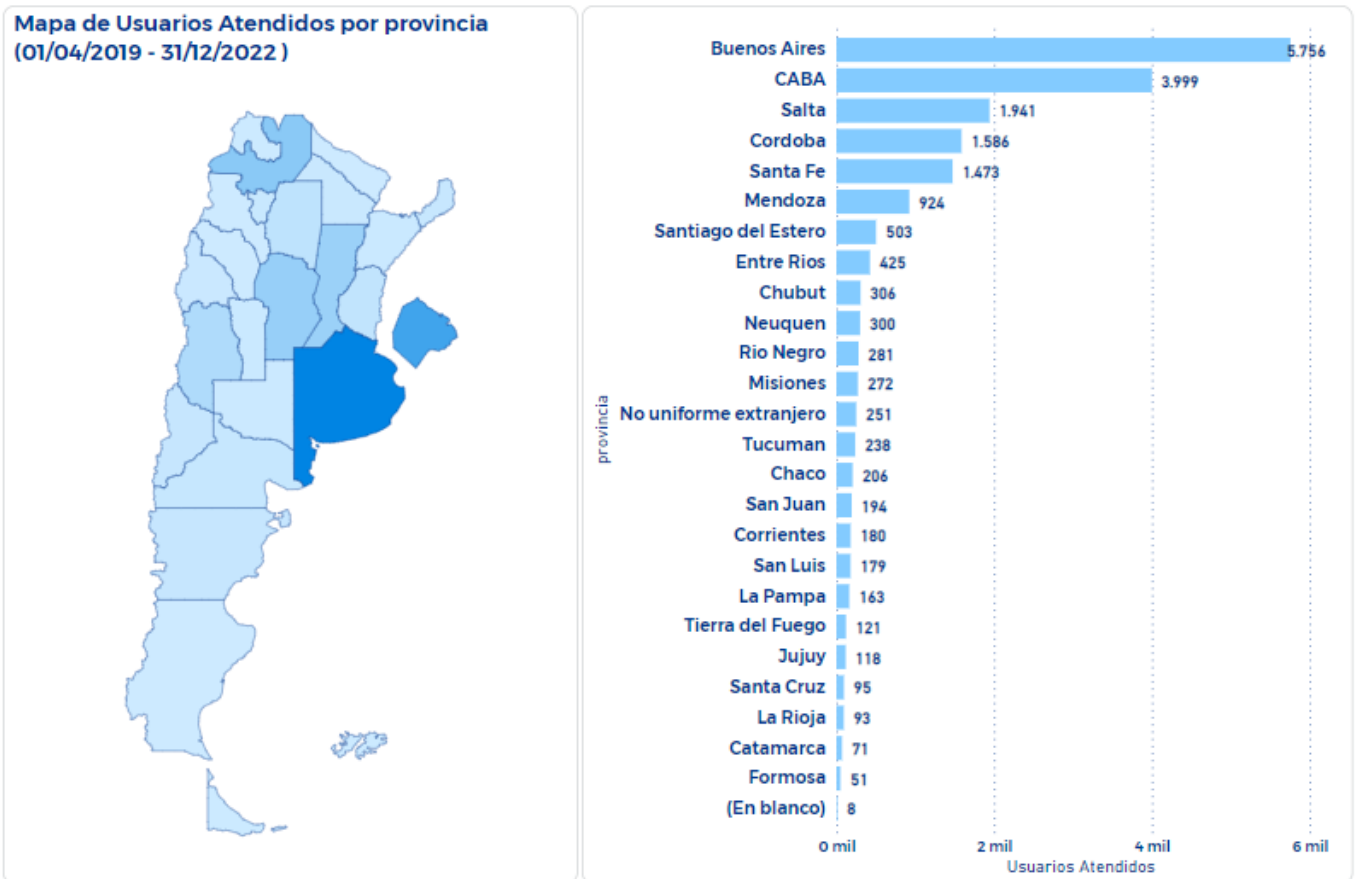 Mapa de Usuarios Atendidos por provincia
(01/04/2019 - 31/12/2022 )
provincia
Buenos Aires 5.756
CABA 3.999
Salta 1.941
Cordoba 1.586
Santa Fe 1.473
Mendoza 924
Santiago del Estero 503
Entre Rios 425
Chubut 306
Neuquen 300
Rio Negro 281
Misiones 272
No uniforme extranjero 251
Tucuman 238
Chaco 206
San Juan 194
Corrientes 180
San Luis 179
La Pampa 163
Tierra del Fuego 121
Jujuy 118
Santa Cruz 95
La Rioja 93
Catamarca 71
Formosa 51
(En blanco) 8
0 mil 2 mil 4 mil 6 mil
Usuarios Atendidos